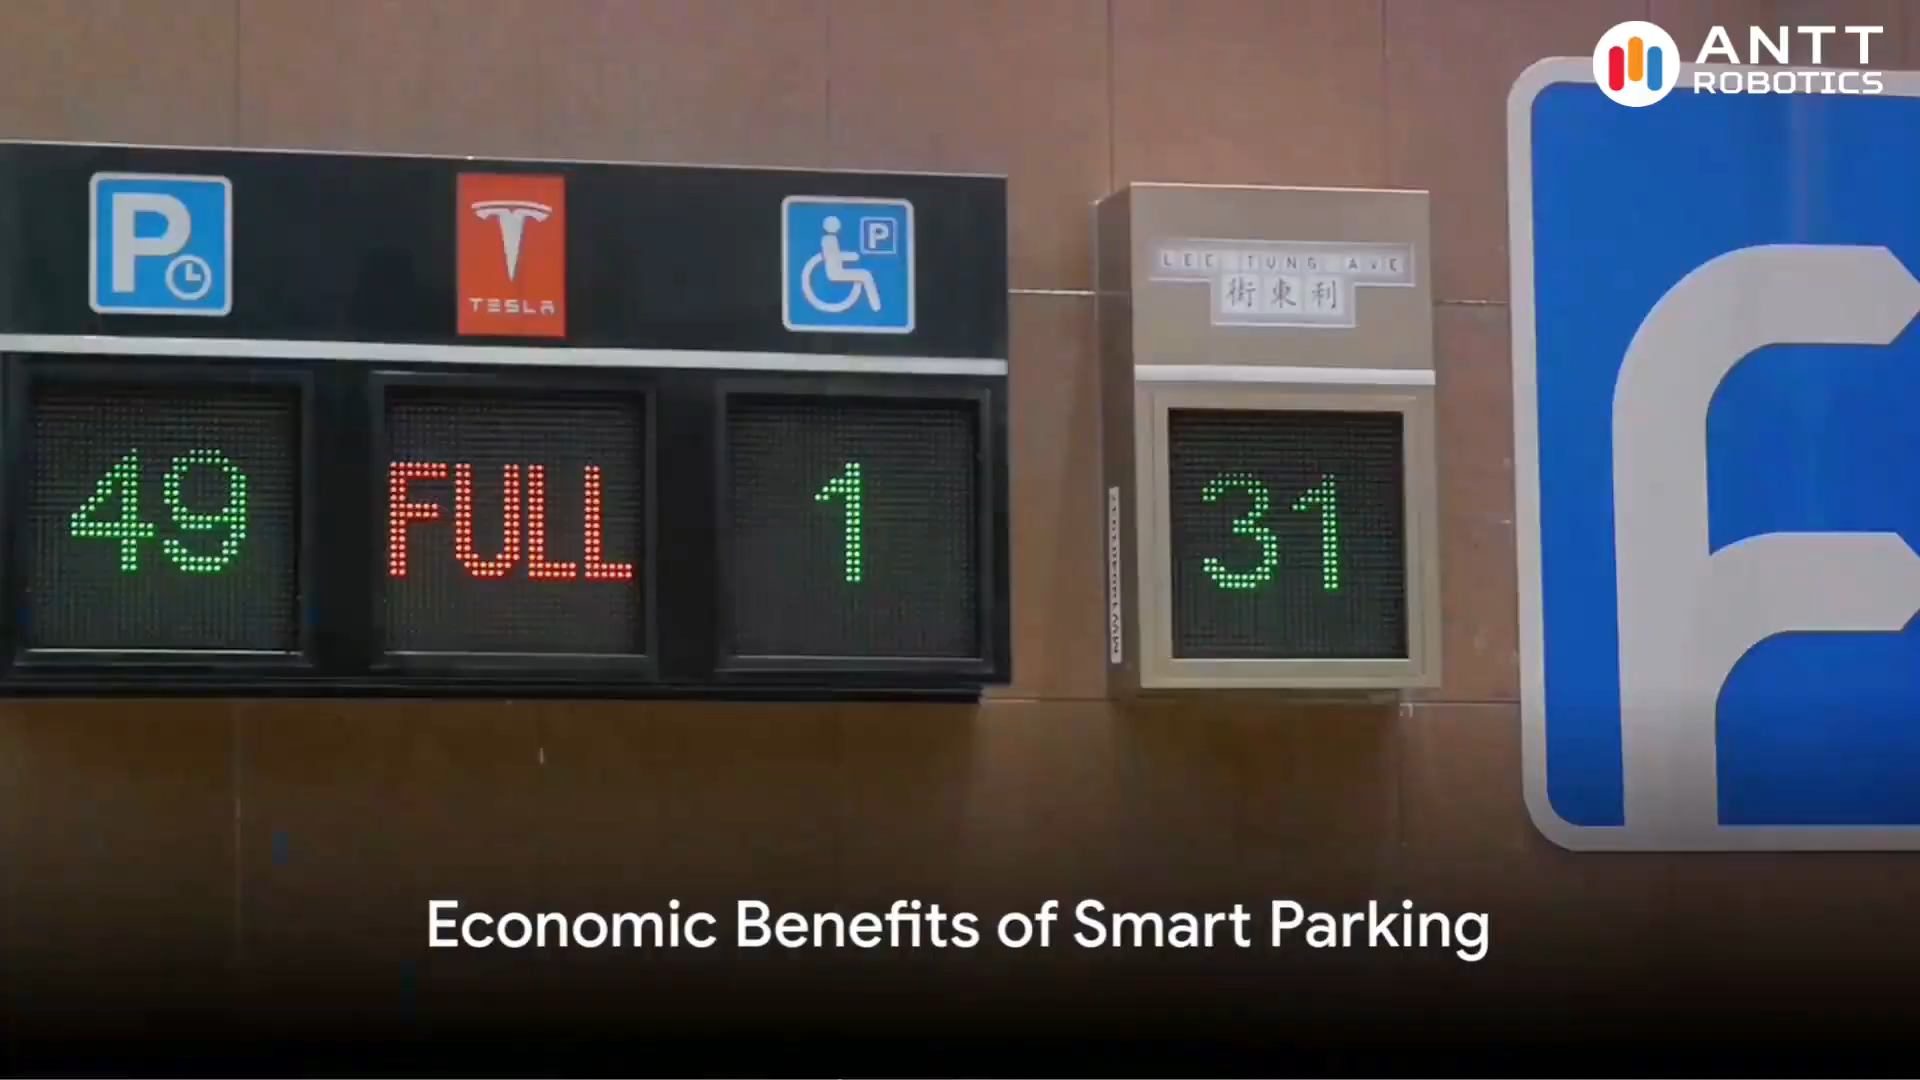 ANTT
ROBOTICS
P
TESLA
P
LEE TUNG AVE
街東利
49
FULL
1
31
Economic Benefits of Smart Parking